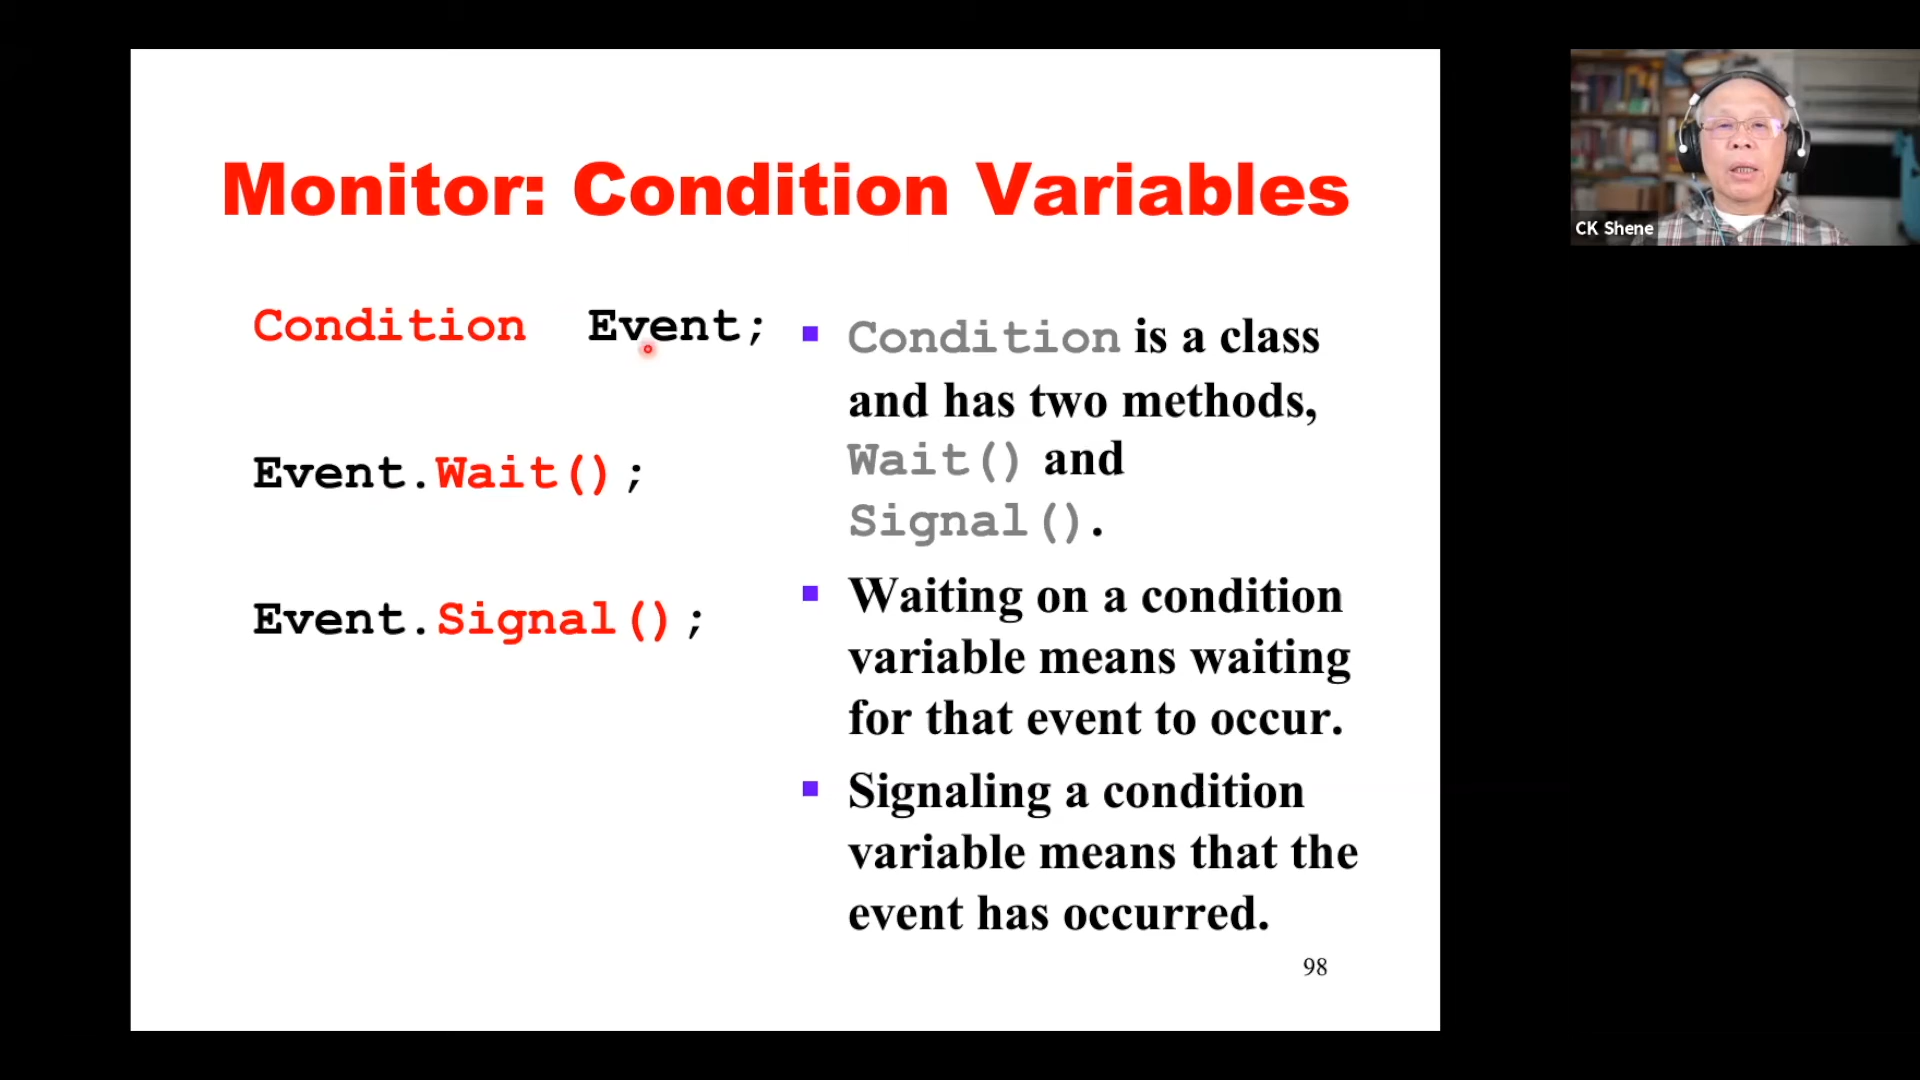 Monitor: Condition Variables
Condition Event;
Event.Wait();
Event.Signal();
Condition is a class
and has two methods,
Wait() and
Signal().
Waiting on a condition
variable means waiting
for that event to occur.
Signaling a condition
variable means that the
event has occurred.
98
CK Shene